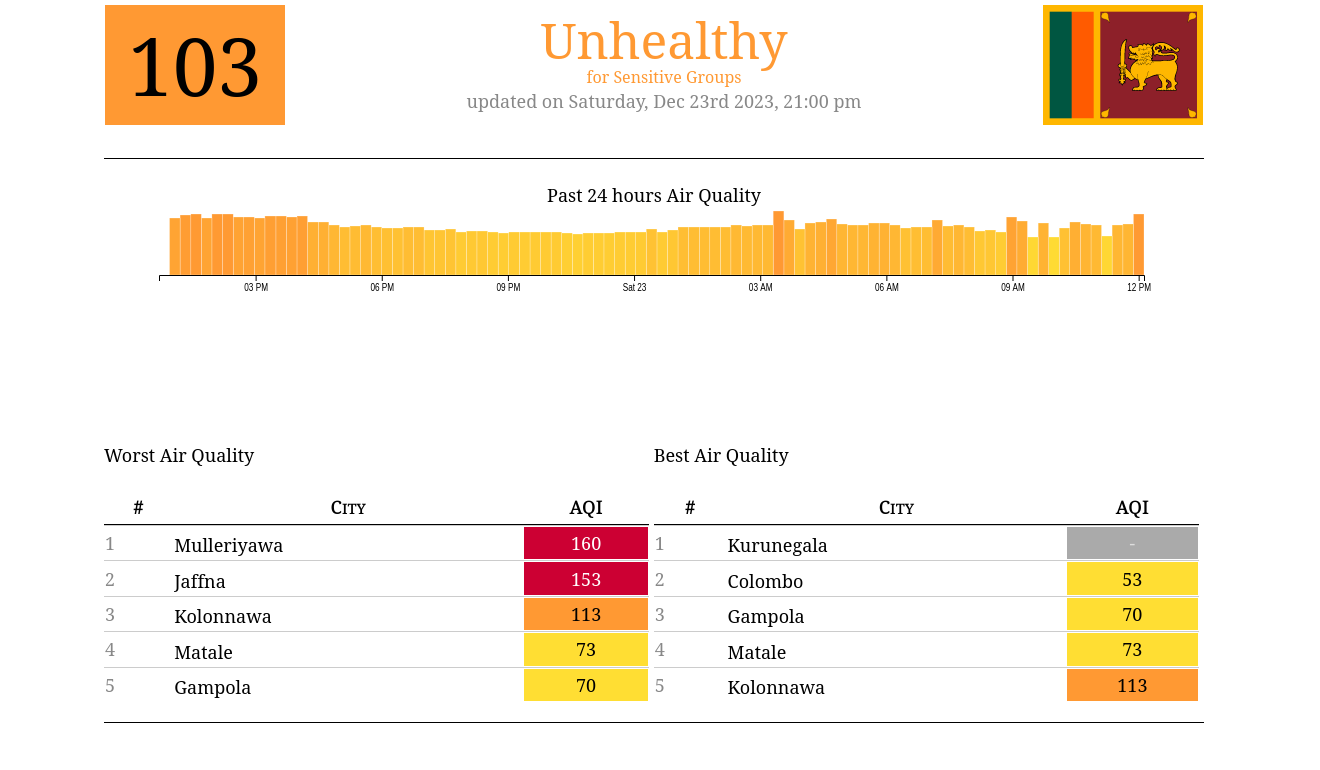 103
Unhealthy
for Sensitive Groups
updated on Saturday, Dec 23rd 2023, 21:00 pm
Past 24 hours Air Quality
03 PM 06 PM 09 PM Sat 23 03 AM 06 AM 09 AM 12 PM
Worst Air Quality
# City AQI
1 Mulleriyawa 160
2 Jaffna 153
3 Kolonnawa 113
4 Matale 73
5 Gampola 70
Best Air Quality
# City AQI
1 Kurunegala -
2 Colombo 53
3 Gampola 70
4 Matale 73
5 Kolonnawa 113